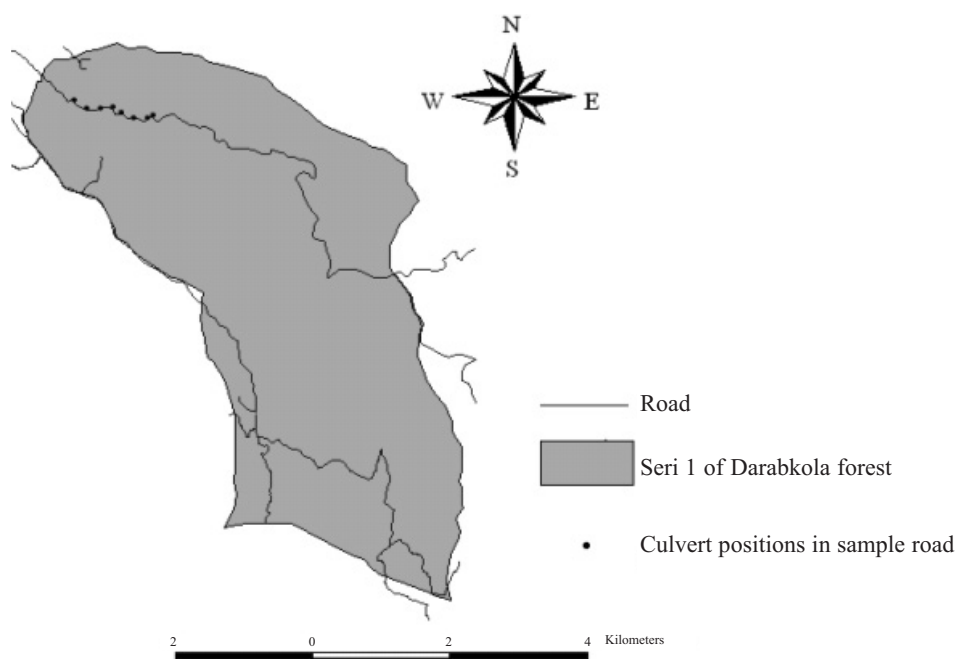 N
W E
S
Road
Seri 1 of Darabkola forest
Culvert positions in sample road
2 0 2 4 Kilometers